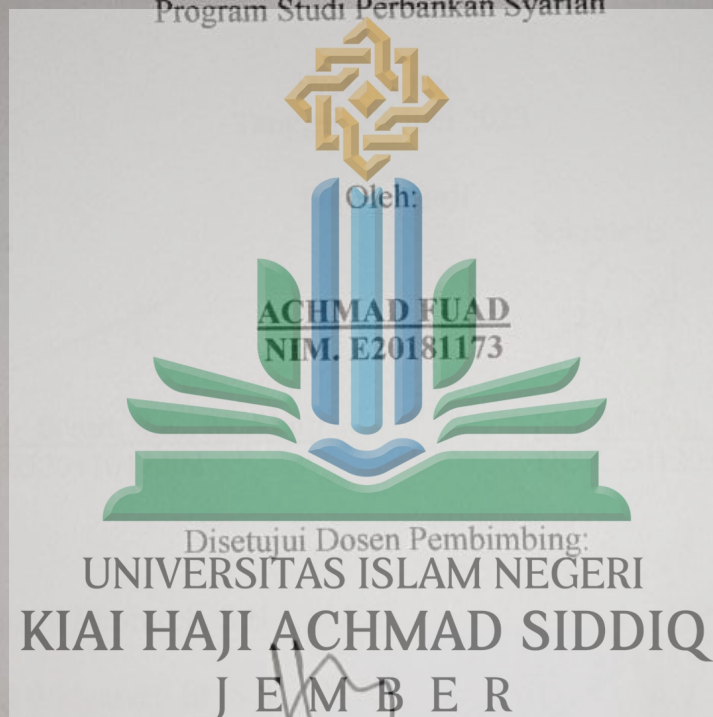 Program Studi Perbankan Syariah
Oleh:
ACHMAD FUAD
NIM. E20181173
Disetujui Dosen Pembimbing:
UNIVERSITAS ISLAM NEGERI
KIAI HAJI ACHMAD SIDDIQ
JEMBER